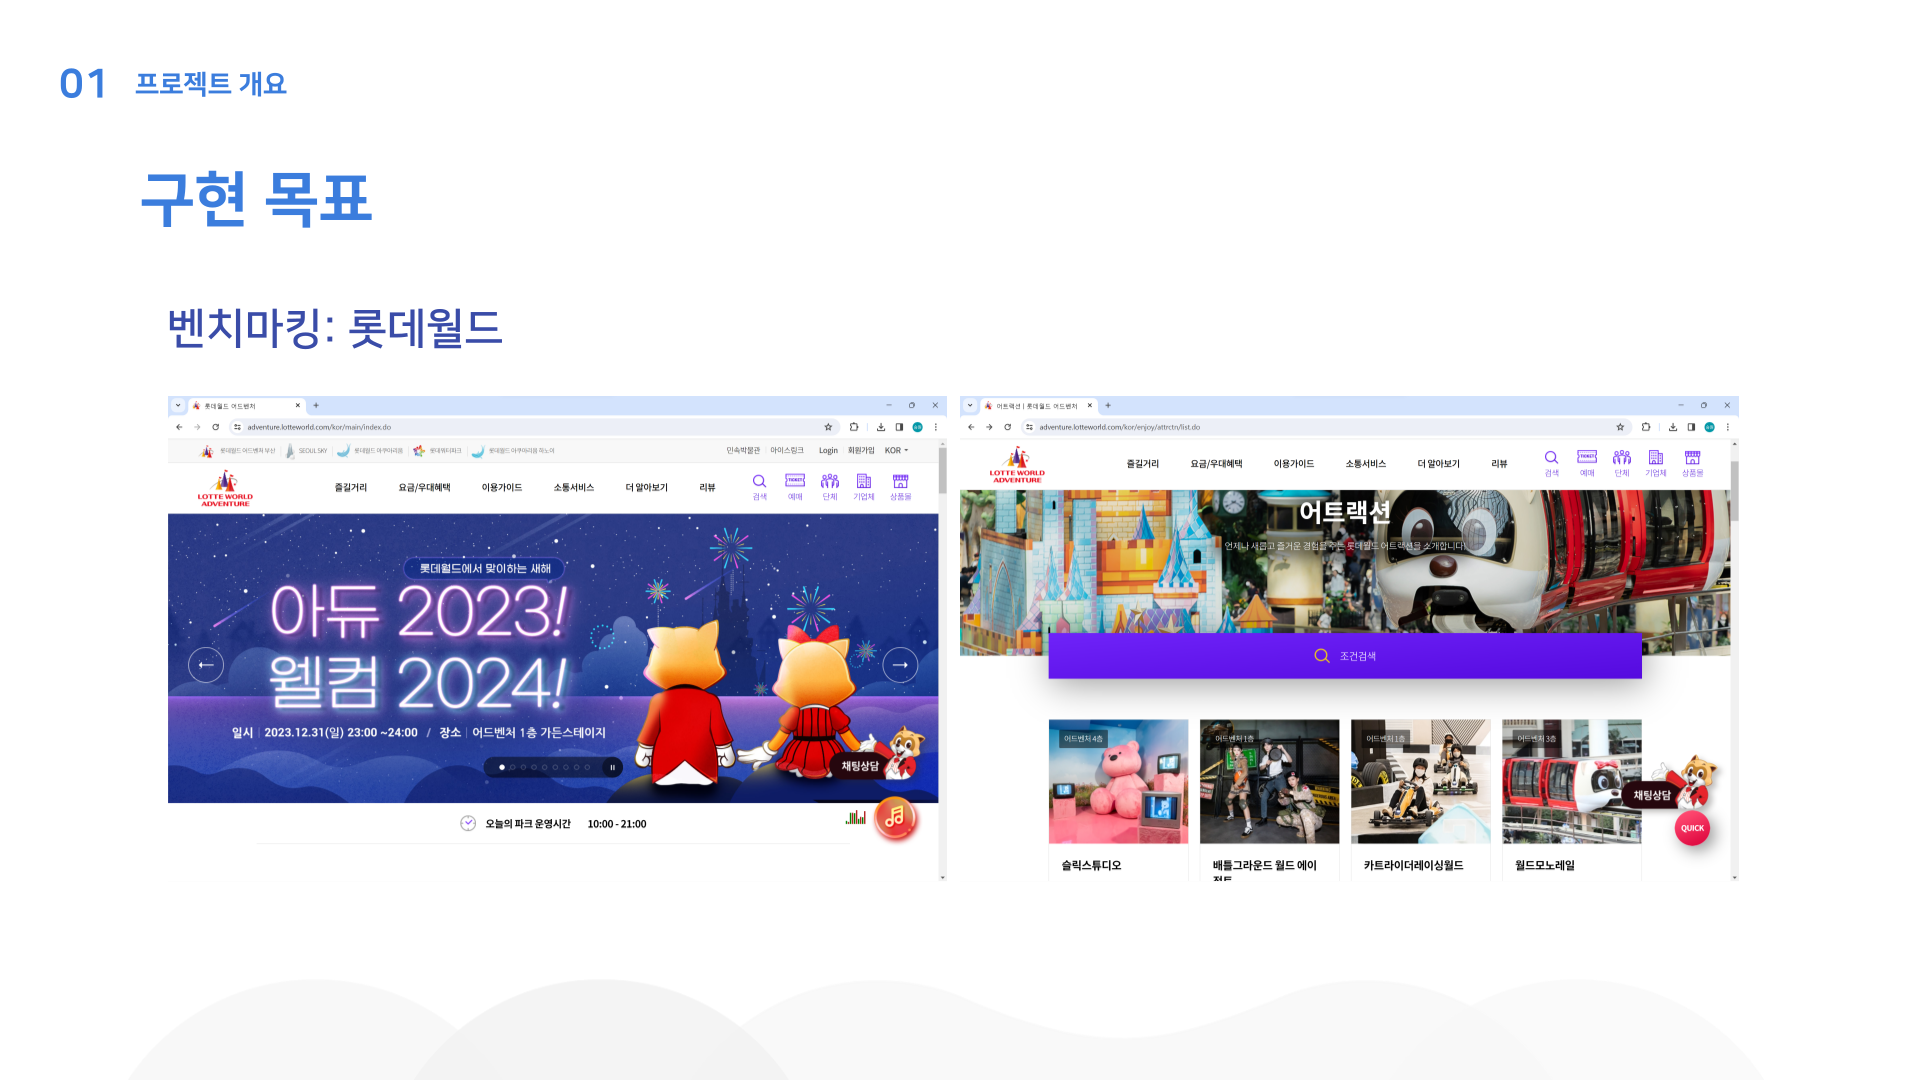 01 프로젝트 개요
구현 목표
벤치마킹: 롯데월드
롯데월드 어드벤처
adventure.lotteworld.com/kor/main/index.do
롯데월드 어드벤처 부산 SEOUL SKY 롯데월드 아쿠아리움 롯데워터파크 롯데월드 아쿠아리움 하노이 민속박물관 아이스링크 Login 회원가입 KOR
LOTTE WORLD
ADVENTURE
즐길거리 요금/우대혜택 이용가이드 소통서비스 더 알아보기 리뷰
TICKET
검색 예매 단체 기업체 상품몰
롯데월드에서 맞이하는 새해
아듀 2023!
웰컴 2024!
일시 2023.12.31(일) 23:00 ~24:00 / 장소 어드벤처 1층 가든스테이지
채팅상담
오늘의 파크 운영시간 10:00 - 21:00
어트랙션 | 롯데월드 어드벤처
adventure.lotteworld.com/kor/enjoy/attrctn/list.do
LOTTE WORLD
ADVENTURE
즐길거리 요금/우대혜택 이용가이드 소통서비스 더 알아보기 리뷰
TICKET
검색 예매 단체 기업체 상품몰
어트랙션
언제나 새롭고 즐거운 경험을 주는 롯데월드 어트랙션을 소개합니다!
조건검색
어드벤처 4층 어드벤처 1층 어드벤처 1층 어드벤처 3층
채팅상담
QUICK
슬릭스튜디오 배틀그라운드 월드 에이전트 카트라이더레이싱월드 월드모노레일